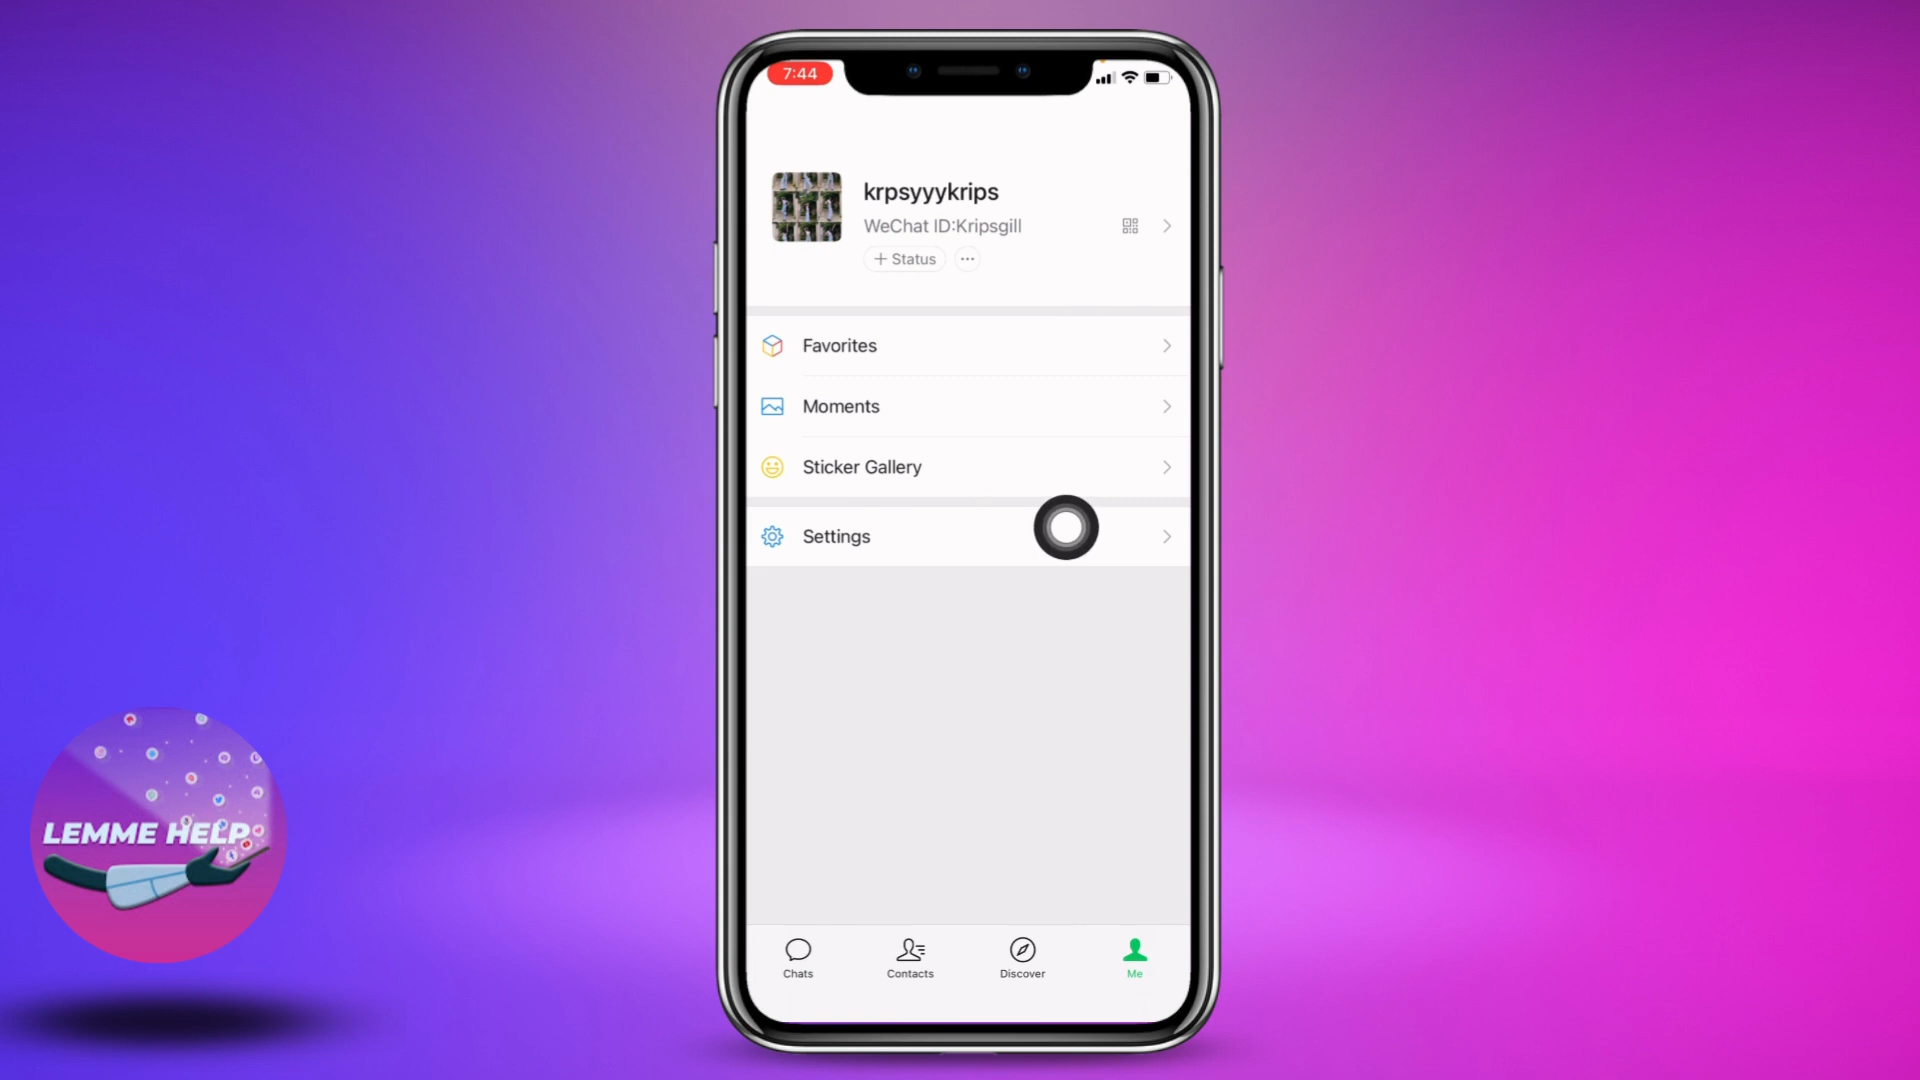 7:44
krpsyyykrips
WeChat ID:Kripsgill
+ Status
Favorites
Moments
Sticker Gallery
Settings
LEMME HELP
Chats
Contacts
Discover
Me